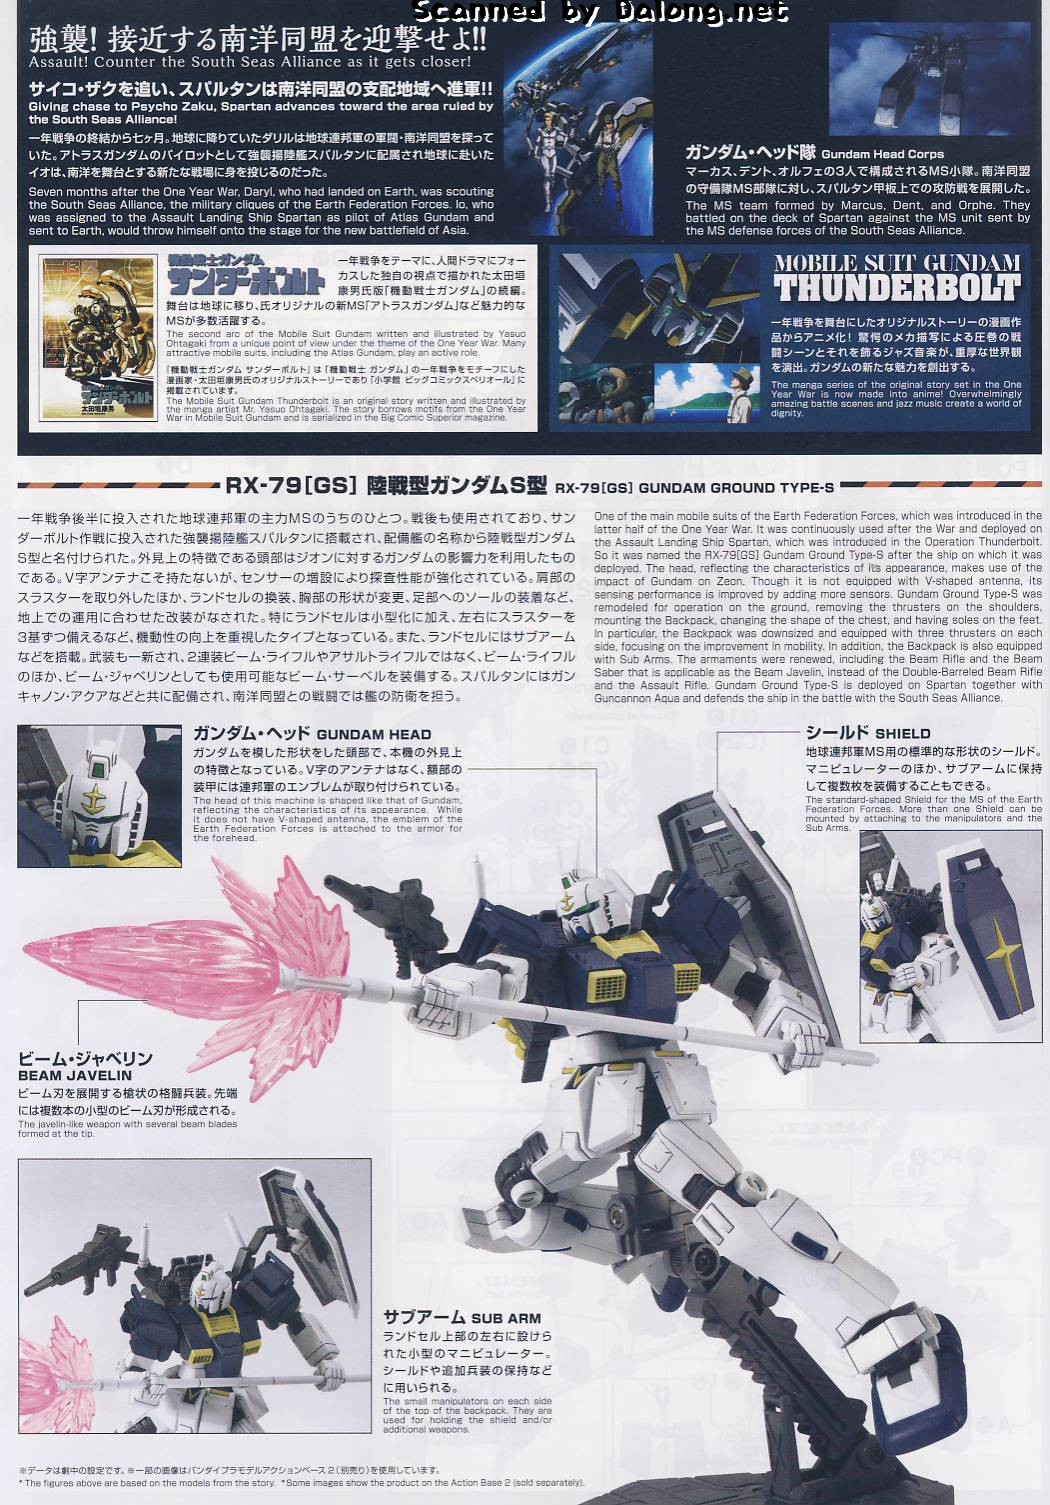 Scanned by Dalong.net
強襲! 接近する南洋同盟を迎撃せよ!!
Assault! Counter the South Seas Alliance as it gets closer!
サイコ・ザクを追い、スパルタンは南洋同盟の支配地域へ進軍!!
Giving chase to Psycho Zaku, Spartan advances toward the area ruled by
the South Seas Alliance!
一年戦争の終結から七ヶ月。地球に降りていたダリルは地球連邦軍の軍閥・南洋同盟を探って
いた。アトラスガンダムのパイロットとして強襲揚陸艦スパルタンに配属され地球に赴いた
イオは、南洋を舞台とする新たな戦場に身を投じるのだった。
Seven months after the One Year War, Daryl, who had landed on Earth, was scouting
the South Seas Alliance, the military cliques of the Earth Federation Forces. Io, who
was assigned to the Assault Landing Ship Spartan as pilot of Atlas Gundam and
sent to Earth, would throw himself onto the stage for the new battlefield of Asia.
ガンダム・ヘッド隊 Gundam Head Corps
マーカス、デント、オルフェの3人で構成されるMS小隊。南洋同盟
の守備隊MS部隊に対し、スパルタン甲板上での攻防戦を展開した。
The MS team formed by Marcus, Dent, and Orphe. They
battled on the deck of Spartan against the MS unit sent by
the MS defense forces of the South Seas Alliance.
機動戦士ガンダム
サンダーボルト
一年戦争をテーマに、人間ドラマにフォー
カスした独自の視点で描かれた太田垣
康男氏版『機動戦士ガンダム』の続編。
舞台は地球に移り、氏オリジナルの新MS「アトラスガンダム」など魅力的な
MSが多数活躍する。
The second arc of the Mobile Suit Gundam written and illustrated by Yasuo
Ohtagaki from a unique point of view under the theme of the One Year War. Many
attractive mobile suits, including the Atlas Gundam, play an active role.
「機動戦士ガンダム サンダーボルト」は「機動戦士 ガンダム」の一年戦争をモチーフにした
漫画家・太田垣康男氏のオリジナルストーリーであり「小学館 ビッグコミックスペリオール」に
掲載されています。
The Mobile Suit Gundam Thunderbolt is an original story written and illustrated by
the manga artist Mr. Yasuo Ohtagaki. The story borrows motifs from the One Year
War in Mobile Suit Gundam and is serialized in the Big Comic Superior magazine.
サンダーボルト
太田垣康男
MOBILE SUIT GUNDAM
THUNDERBOLT
一年戦争を舞台にしたオリジナルストーリーの漫画作
品からアニメ化! 驚愕のメカ描写による圧巻の戦
闘シーンとそれを飾るジャズ音楽が、重厚な世界観
を演出。ガンダムの新たな魅力を創出する。
The manga series of the original story set in the One
Year War is now made into anime! Overwhelmingly
amazing battle scenes and jazz music create a world of
dignity.
RX-79[GS] 陸戦型ガンダムS型 RX-79[GS] GUNDAM GROUND TYPE-S
一年戦争後半に投入された地球連邦軍の主力MSのうちのひとつ。戦後も使用されており、サン
ダーボルト作戦に投入された強襲揚陸艦スパルタンに搭載され、配備艦の名称から陸戦型ガンダム
S型と名付けられた。外見上の特徴である頭部はジオンに対するガンダムの影響力を利用したもの
である。V字アンテナこそ持たないが、センサーの増設により探査性能が強化されている。肩部の
スラスターを取り外したほか、ランドセルの換装、胸部の形状が変更、足部へのソールの装着など、
地上での運用に合わせた改装がなされた。特にランドセルは小型化に加え、左右にスラスターを
3基ずつ備えるなど、機動性の向上を重視したタイプとなっている。また、ランドセルにはサブアーム
などを搭載。武装も一新され、2連装ビーム・ライフルやアサルトライフルではなく、ビーム・ライフル
のほか、ビーム・ジャベリンとしても使用可能なビーム・サーベルを装備する。スパルタンにはガン
キャノン・アクアなどと共に配備され、南洋同盟との戦闘では艦の防衛を担う。
One of the main mobile suits of the Earth Federation Forces, which was introduced in the
latter half of the One Year War. It was continuously used after the War and deployed on
the Assault Landing Ship Spartan, which was introduced in the Operation Thunderbolt.
So it was named the RX-79[GS] Gundam Ground Type-S after the ship on which it was
deployed. The head, reflecting the characteristics of its appearance, makes use of the
impact of Gundam on Zeon. Though it is not equipped with V-shaped antenna, its
sensing performance is improved by adding more sensors. Gundam Ground Type-S was
remodeled for operation on the ground, removing the thrusters on the shoulders,
mounting the Backpack, changing the shape of the chest, and having soles on the feet.
In particular, the Backpack was downsized and equipped with three thrusters on each
side, focusing on the improvement in mobility. In addition, the Backpack is also equipped
with Sub Arms. The armaments were renewed, including the Beam Rifle and the Beam
Saber that is applicable as the Beam Javelin, instead of the Double-Barreled Beam Rifle
and the Assault Rifle. Gundam Ground Type-S is deployed on Spartan together with
Guncannon Aqua and defends the ship in the battle with the South Seas Alliance.
ガンダム・ヘッド GUNDAM HEAD
ガンダムを模した形状をした頭部で、本機の外見上
の特徴となっている。V字のアンテナはなく、額部の
装甲には連邦軍のエンブレムが取り付けられている。
The head of this machine is shaped like that of Gundam,
reflecting the characteristics of its appearance. While
it does not have V-shaped antenna, the emblem of the
Earth Federation Forces is attached to the armor for
the forehead.
シールド SHIELD
地球連邦軍MS用の標準的な形状のシールド。
マニピュレーターのほか、サブアームに保持
して複数枚を装備することもできる。
The standard-shaped Shield for the MS of the Earth
Federation Forces. More than one Shield can be
mounted by attaching to the manipulators and the
Sub Arms.
ビーム・ジャベリン
BEAM JAVELIN
ビーム刃を展開する槍状の格闘兵装。先端
には複数本の小型のビーム刃が形成される。
The javelin-like weapon with several beam blades
formed at the tip.
サブアーム SUB ARM
ランドセル上部の左右に設けら
れた小型のマニピュレーター。
シールドや追加兵装の保持など
に用いられる。
The small manipulators on each side
of the top of the backpack. They are
used for holding the shield and/or
additional weapons.
※データは劇中の設定です。※一部の画像はバンダイプラモデルアクションベース2(別売り)を使用しています。
* The figures above are based on the models from the story. *Some images show the product on the Action Base 2 (sold separately).